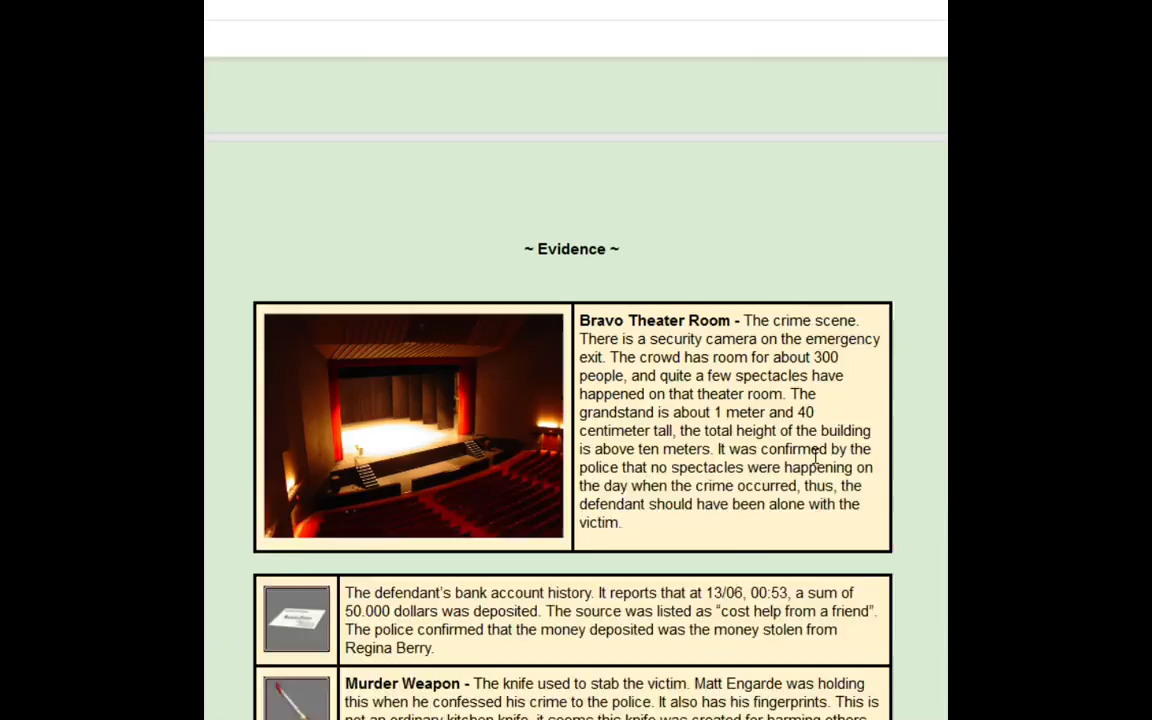 ~ Evidence ~
Bravo Theater Room - The crime scene.
There is a security camera on the emergency
exit. The crowd has room for about 300
people, and quite a few spectacles have
happened on that theater room. The
grandstand is about 1 meter and 40
centimeter tall, the total height of the building
is above ten meters. It was confirmed by the
police that no spectacles were happening on
the day when the crime occurred, thus, the
defendant should have been alone with the
victim.
The defendant's bank account history. It reports that at 13/06, 00:53, a sum of
50.000 dollars was deposited. The source was listed as “cost help from a friend”.
The police confirmed that the money deposited was the money stolen from
Regina Berry.
Murder Weapon - The knife used to stab the victim. Matt Engarde was holding
this when he confessed his crime to the police. It also has his fingerprints. This is
not an ordinary kitchen knife, it seems this knife was created for harming others